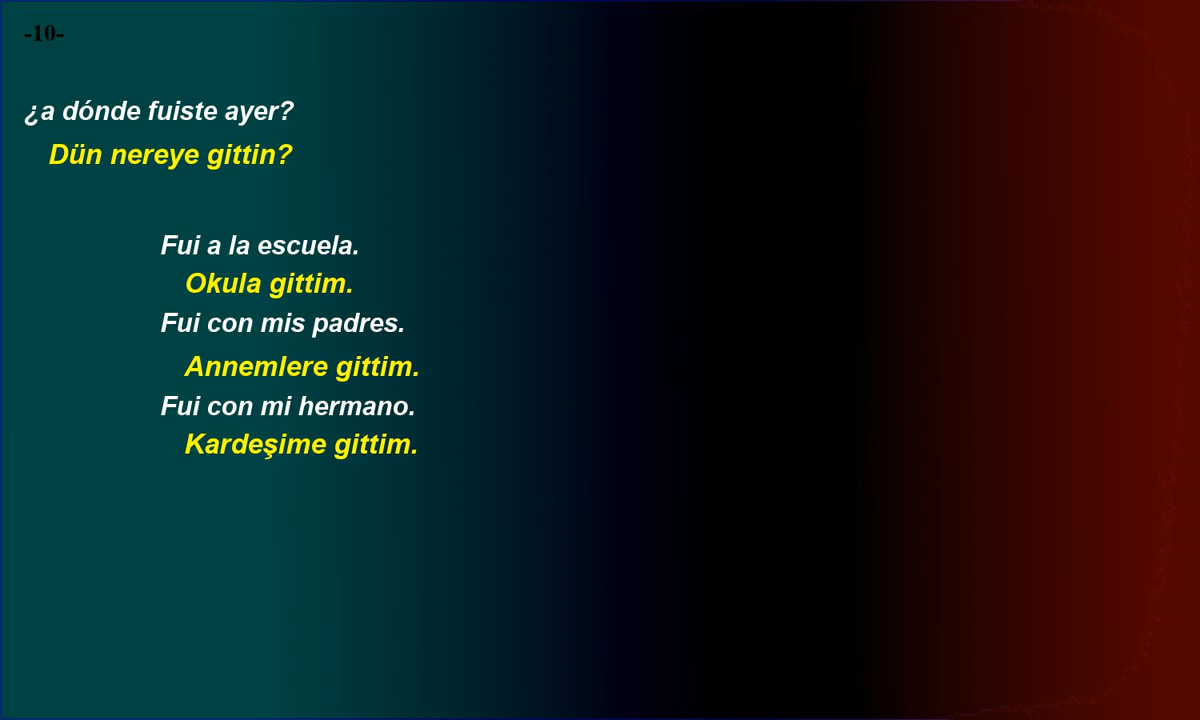 -10-
¿a dónde fuiste ayer?
Dün nereye gittin?
Fui a la escuela.
Okula gittim.
Fui con mis padres.
Annemlere gittim.
Fui con mi hermano.
Kardeşime gittim.